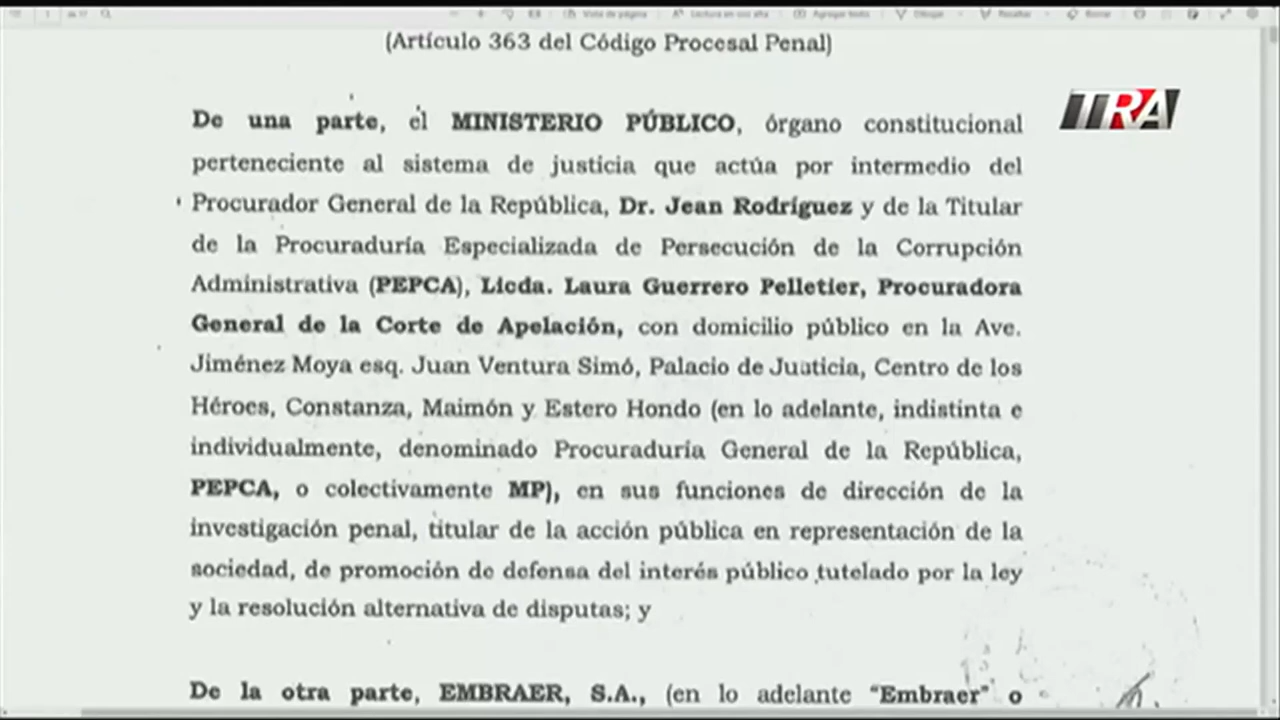 (Artículo 363 del Código Procesal Penal)
TRA
De una parte, el MINISTERIO PÚBLICO, órgano constitucional
perteneciente al sistema de justicia que actúa por intermedio del
Procurador General de la República, Dr. Jean Rodríguez y de la Titular
de la Procuraduría Especializada de Persecución de la Corrupción
Administrativa (PEPCA), Licda. Laura Guerrero Pelletier, Procuradora
General de la Corte de Apelación, con domicilio público en la Ave.
Jiménez Moya esq. Juan Ventura Simó, Palacio de Justicia, Centro de los
Héroes, Constanza, Maimón y Estero Hondo (en lo adelante, indistinta e
individualmente, denominado Procuraduría General de la República,
PEPCA, o colectivamente MP), en sus funciones de dirección de la
investigación penal, titular de la acción pública en representación de la
sociedad, de promoción de defensa del interés público tutelado por la ley
y la resolución alternativa de disputas; y
De la otra parte, EMBRAER, S.A., (en lo adelante "Embraer" o